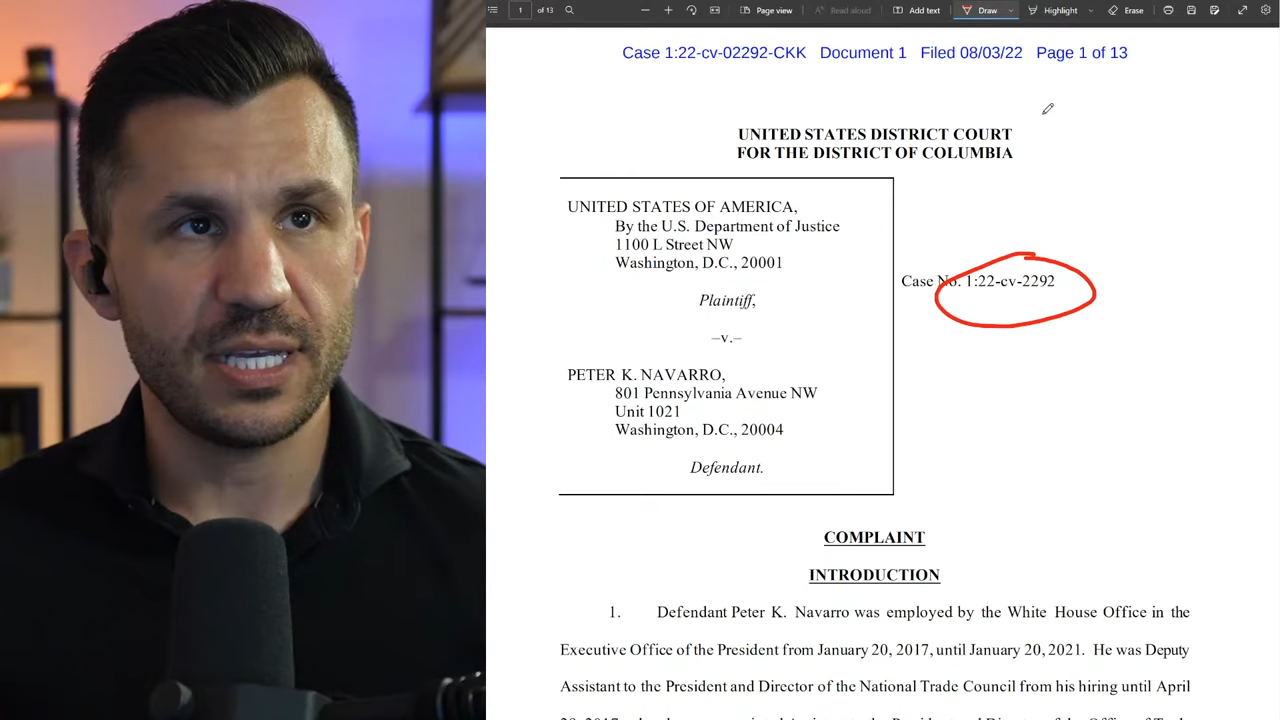 1 of 13 Page view Read aloud Add text Draw Highlight Erase
Case 1:22-cv-02292-CKK Document 1 Filed 08/03/22 Page 1 of 13
UNITED STATES DISTRICT COURT
FOR THE DISTRICT OF COLUMBIA
UNITED STATES OF AMERICA,
By the U.S. Department of Justice
1100 L Street NW
Washington, D.C., 20001
Plaintiff,
–v.–
PETER K. NAVARRO,
801 Pennsylvania Avenue NW
Unit 1021
Washington, D.C., 20004
Defendant.
Case No. 1:22-cv-2292
COMPLAINT
INTRODUCTION
1. Defendant Peter K. Navarro was employed by the White House Office in the
Executive Office of the President from January 20, 2017, until January 20, 2021. He was Deputy
Assistant to the President and Director of the National Trade Council from his hiring until April